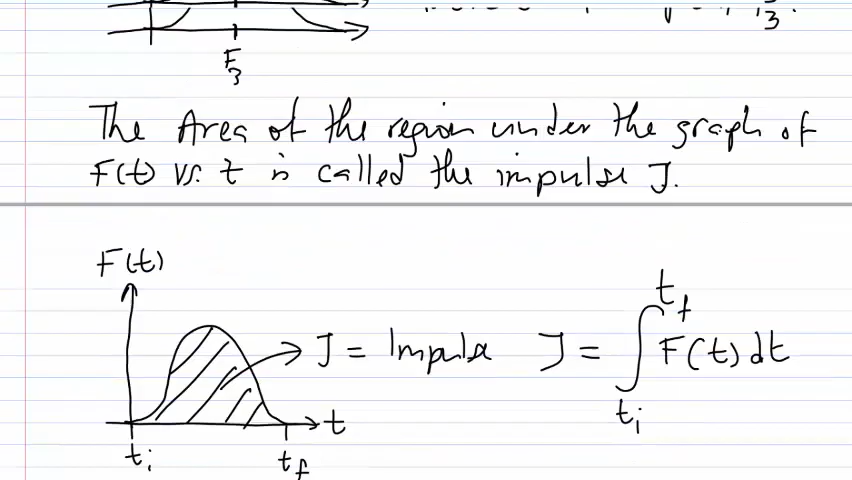 F3
3.
The Area of the region under the graph of
F(t) vs. t is called the impulse J.
F(t)
J = Impulse
J = ∫ti^tf F(t) dt
t
ti
tf